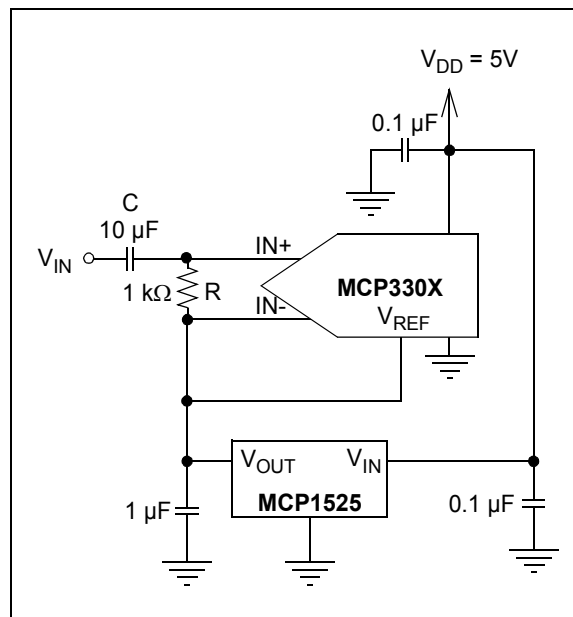 V_DD = 5V
0.1 µF
C
10 µF
V_IN
IN+
1 kΩ R
IN-
MCP330X
V_REF
V_OUT V_IN
MCP1525
1 µF
0.1 µF